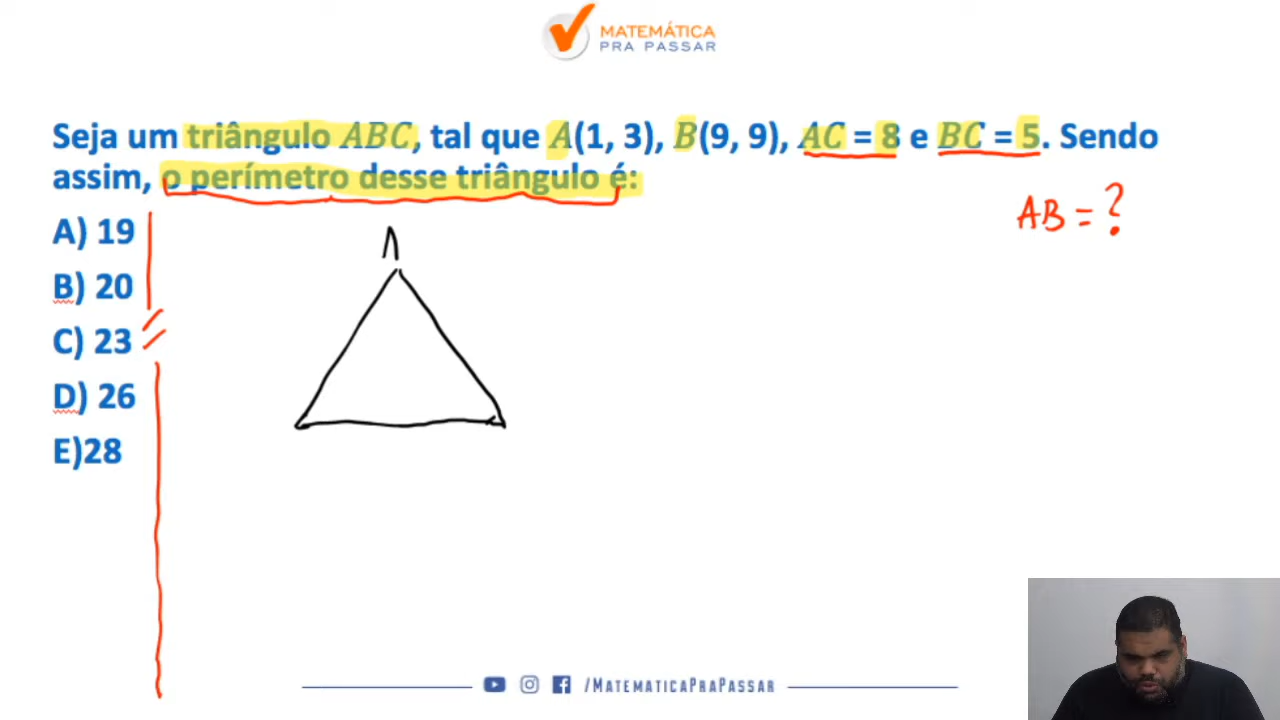 MATEMÁTICA
PRA PASSAR
Seja um triângulo ABC, tal que A(1, 3), B(9, 9), AC = 8 e BC = 5. Sendo
assim, o perímetro desse triângulo é:
AB = ?
A) 19
B) 20
C) 23
D) 26
E)28
/MATEMATICAPRAPASSAR